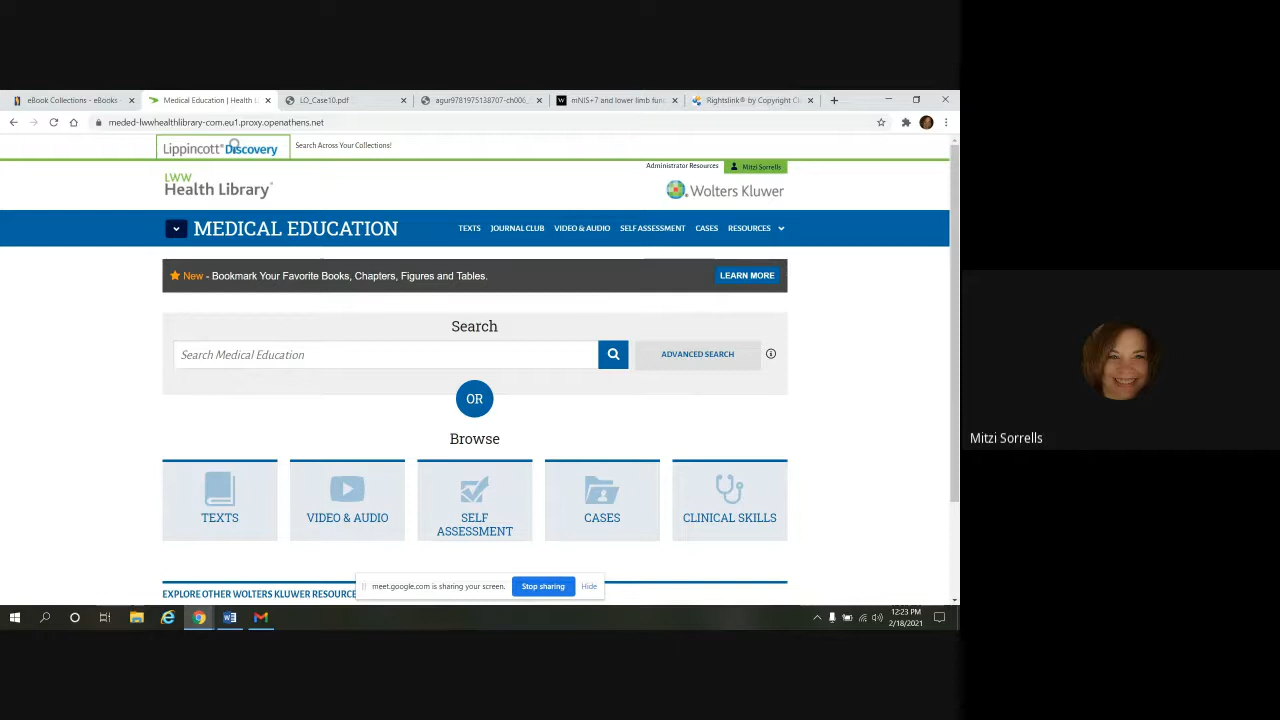 eBook Collections - eBooks
Medical Education | Health L
LO_Case10.pdf
agur9781975138707-ch006_
mNIS+7 and lower limb func
Rightslink® by Copyright C
meded-lwwhealthlibrary-com.eu1.proxy.openathens.net
Lippincott® Discovery
Search Across Your Collections!
Administrator Resources
Mitzi Sorrells
LWW
Health Library
Wolters Kluwer
MEDICAL EDUCATION
TEXTS
JOURNAL CLUB
VIDEO & AUDIO
SELF ASSESSMENT
CASES
RESOURCES
New - Bookmark Your Favorite Books, Chapters, Figures and Tables.
LEARN MORE
Search
Search Medical Education
ADVANCED SEARCH
OR
Browse
TEXTS
VIDEO & AUDIO
SELF
ASSESSMENT
CASES
CLINICAL SKILLS
meet.google.com is sharing your screen.
Stop sharing
Hide
EXPLORE OTHER WOLTERS KLUWER RESOURCE
12:23 PM
2/18/2021
Mitzi Sorrells